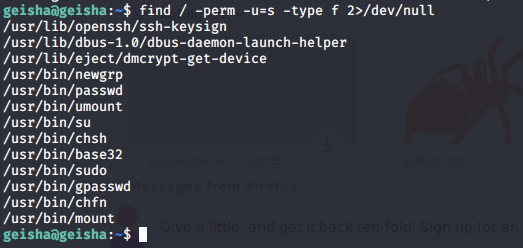 geisha@geisha:~$ find / -perm -u=s -type f 2>/dev/null
/usr/lib/openssh/ssh-keysign
/usr/lib/dbus-1.0/dbus-daemon-launch-helper
/usr/lib/eject/dmcrypt-get-device
/usr/bin/newgrp
/usr/bin/passwd
/usr/bin/umount
/usr/bin/su
/usr/bin/chsh
/usr/bin/base32
/usr/bin/sudo
/usr/bin/gpasswd
/usr/bin/chfn
/usr/bin/mount
geisha@geisha:~$
Messages from Firefox
Give a little, and get it back ten-fold. Sign up for an